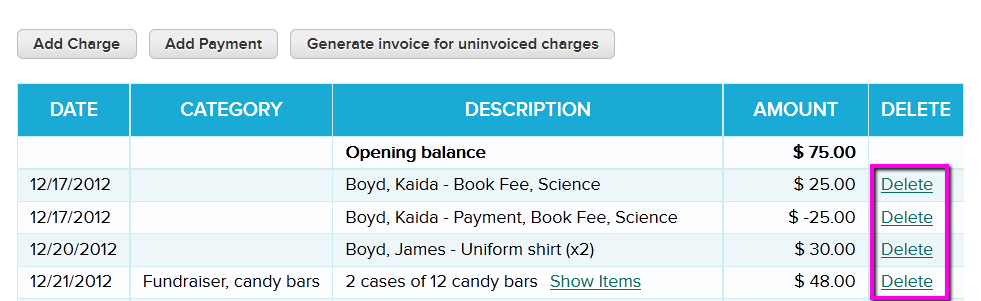 Add Charge Add Payment Generate invoice for uninvoiced charges
DATE CATEGORY DESCRIPTION AMOUNT DELETE
Opening balance $ 75.00
12/17/2012 Boyd, Kaida - Book Fee, Science $ 25.00 Delete
12/17/2012 Boyd, Kaida - Payment, Book Fee, Science $ -25.00 Delete
12/20/2012 Boyd, James - Uniform shirt (x2) $ 30.00 Delete
12/21/2012 Fundraiser, candy bars 2 cases of 12 candy bars Show Items $ 48.00 Delete